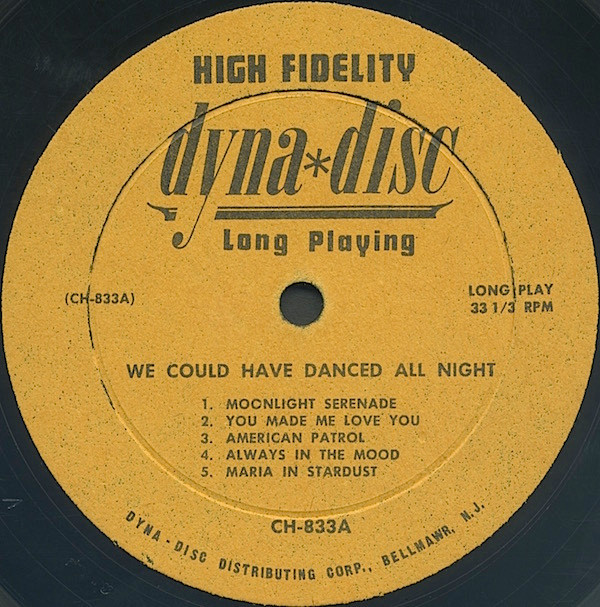 HIGH FIDELITY
dyna*disc
Long Playing
(CH-833A)
LONG PLAY
33 1/3 RPM
WE COULD HAVE DANCED ALL NIGHT
1. MOONLIGHT SERENADE
2. YOU MADE ME LOVE YOU
3. AMERICAN PATROL
4. ALWAYS IN THE MOOD
5. MARIA IN STARDUST
CH-833A
DYNA-DISC DISTRIBUTING CORP., BELLMAWR, N.J.